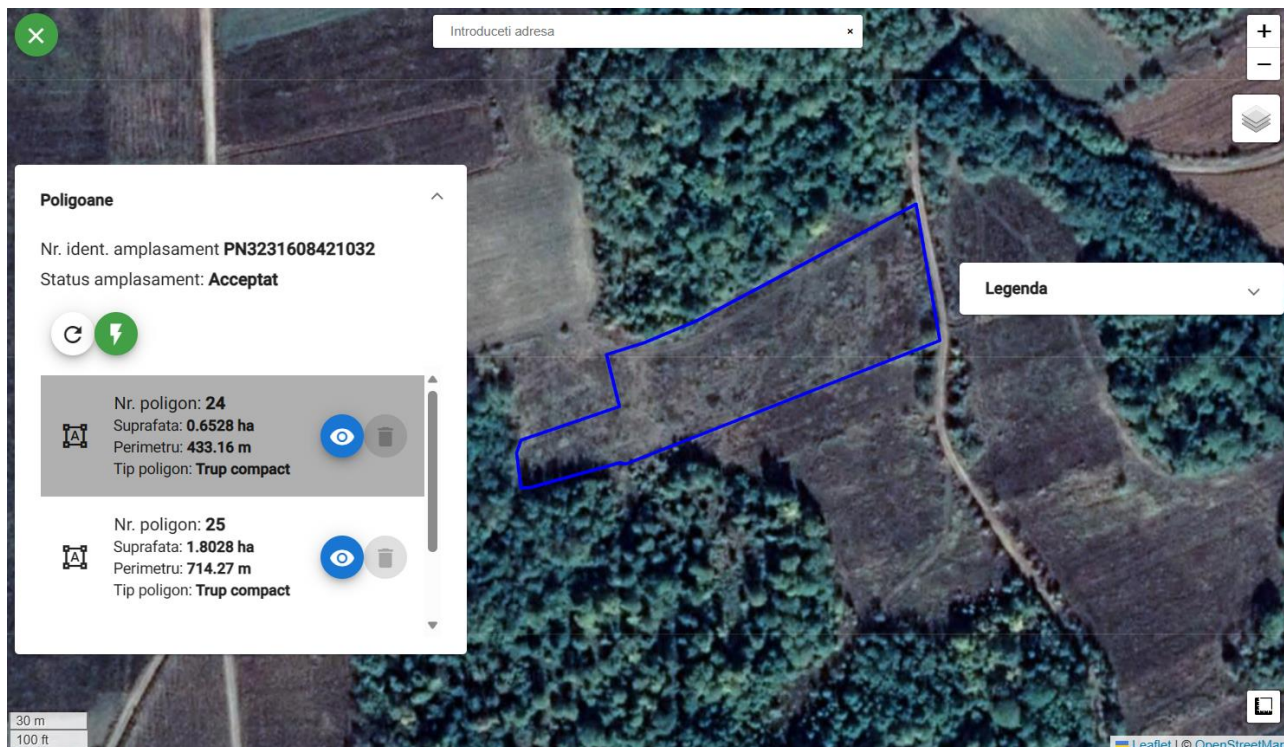 Introduceti adresa
×
+
−
Poligoane
Nr. ident. amplasament PN3231608421032
Status amplasament: Acceptat
Legenda
Nr. poligon: 24
Suprafata: 0.6528 ha
Perimetru: 433.16 m
Tip poligon: Trup compact
Nr. poligon: 25
Suprafata: 1.8028 ha
Perimetru: 714.27 m
Tip poligon: Trup compact
30 m
100 ft
Leaflet | © OpenStreetMap